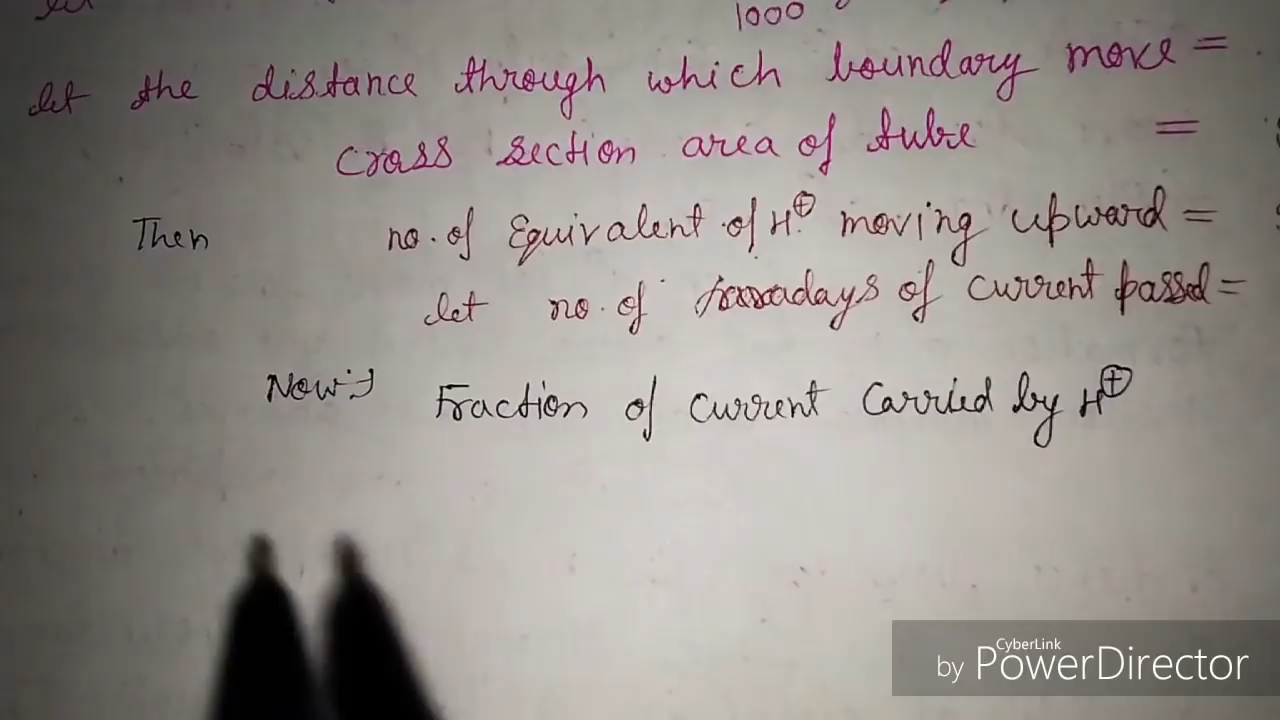 1000
let the distance through which boundary move =
cross section area of tube =
Then no. of Equivalent of H⊕ moving upward =
let no. of faradays of current passed =
Now:⇒ Fraction of current carried by H⊕
CyberLink
by PowerDirector